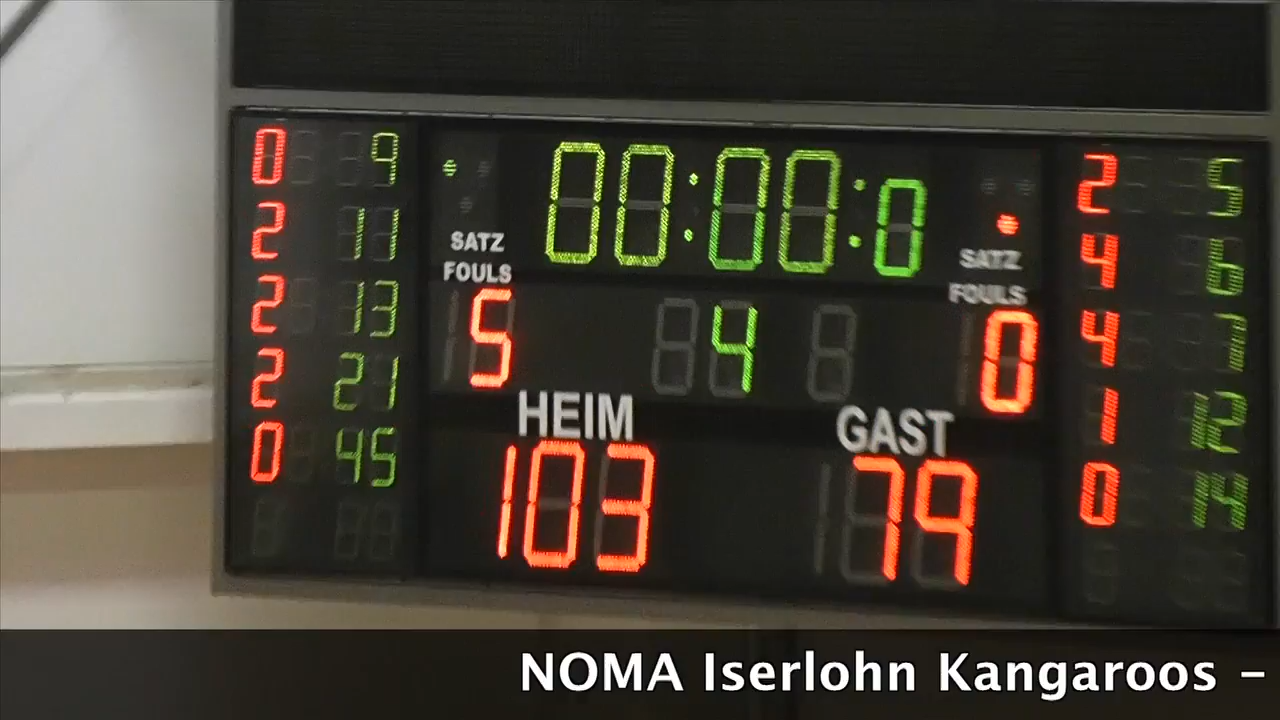 0 9
2 11
2 13
2 21
0 45
00:00:0
SATZ
FOULS
5
4
SATZ
FOULS
0
HEIM
103
GAST
79
2 5
4 6
4 7
1 12
0 14
NOMA Iserlohn Kangaroos –